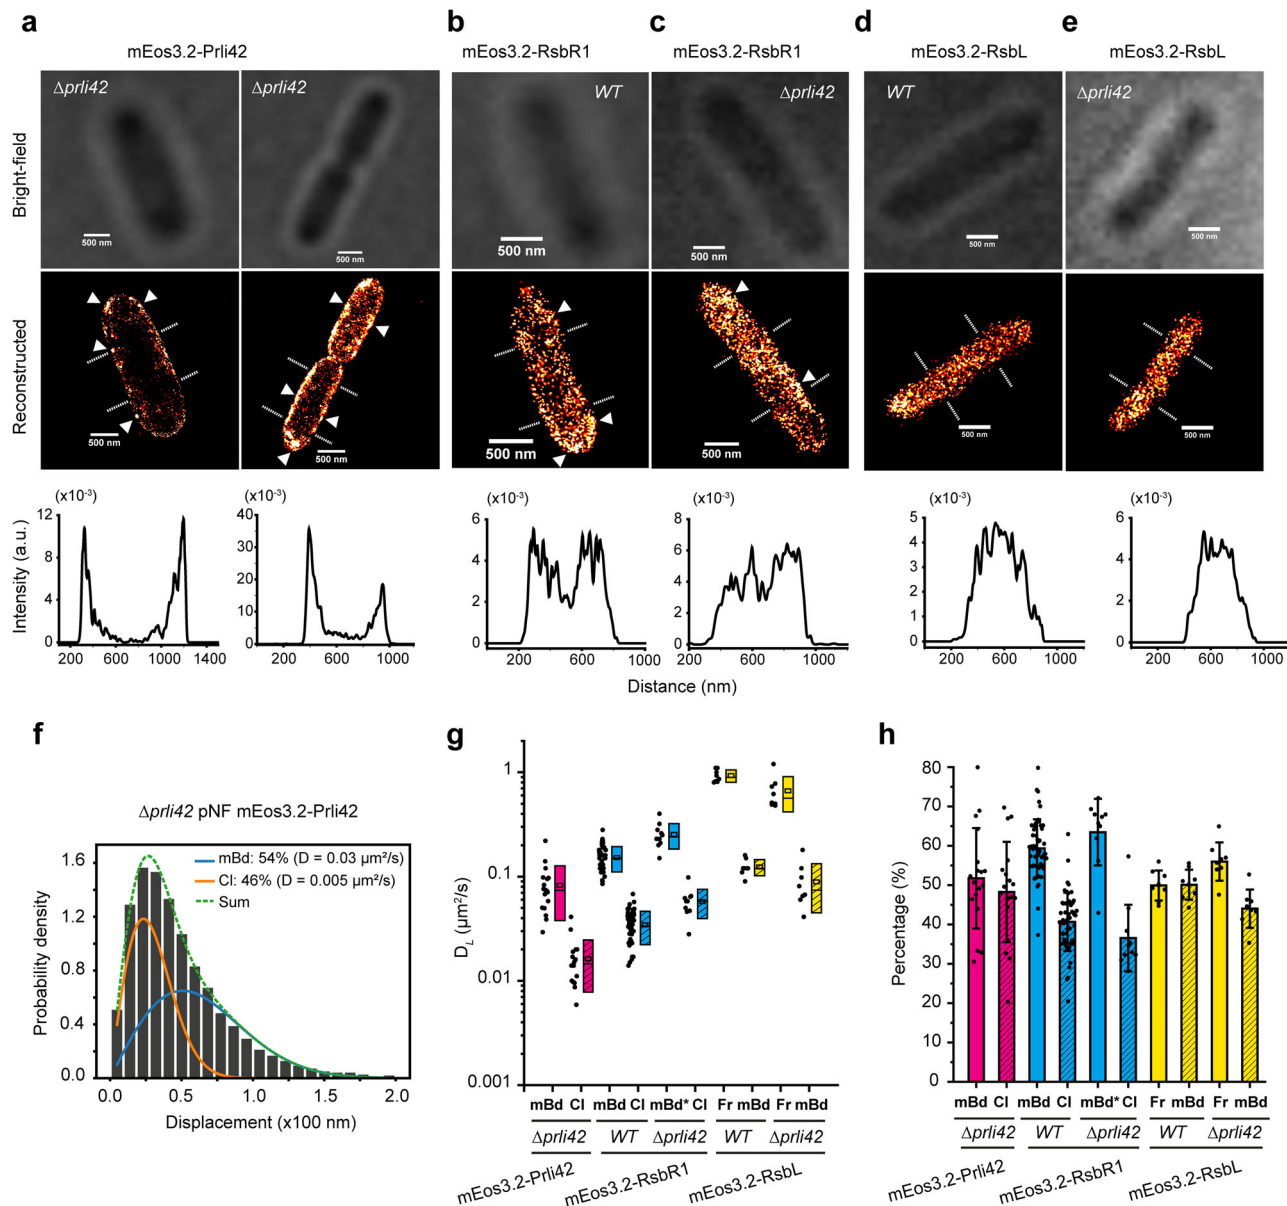 a
b
c
d
e
mEos3.2-Prli42
mEos3.2-RsbR1
mEos3.2-RsbR1
mEos3.2-RsbL
mEos3.2-RsbL
Bright-field
Δprli42
Δprli42
WT
Δprli42
WT
Δprli42
500 nm
500 nm
500 nm
500 nm
500 nm
500 nm
Reconstructed
500 nm
500 nm
500 nm
500 nm
500 nm
500 nm
Intensity (a.u.)
(x10-3)
12
8
4
0
200 600 1000 1400
(x10-3)
40
30
20
10
0
200 600 1000
(x10-3)
6
4
2
0
200 600 1000
(x10-3)
8
6
4
2
0
200 600 1000
(x10-3)
5
4
3
2
1
0
200 600 1000
(x10-3)
6
4
2
0
200 600 1000
Distance (nm)
f
Δprli42 pNF mEos3.2-Prli42
mBd: 54% (D = 0.03 µm²/s)
Cl: 46% (D = 0.005 µm²/s)
Sum
Probability density
1.6
1.2
0.8
0.4
0.0
0.0 0.5 1.0 1.5 2.0
Displacement (x100 nm)
g
DL (µm²/s)
1
0.1
0.01
0.001
mBd Cl mBd Cl mBd* Cl Fr mBd Fr mBd
Δprli42 WT Δprli42 WT Δprli42
mEos3.2-Prli42
mEos3.2-RsbR1
mEos3.2-RsbL
h
Percentage (%)
80
70
60
50
40
30
20
10
0
mBd Cl mBd Cl mBd* Cl Fr mBd Fr mBd
Δprli42 WT Δprli42 WT Δprli42
mEos3.2-Prli42
mEos3.2-RsbR1
mEos3.2-RsbL